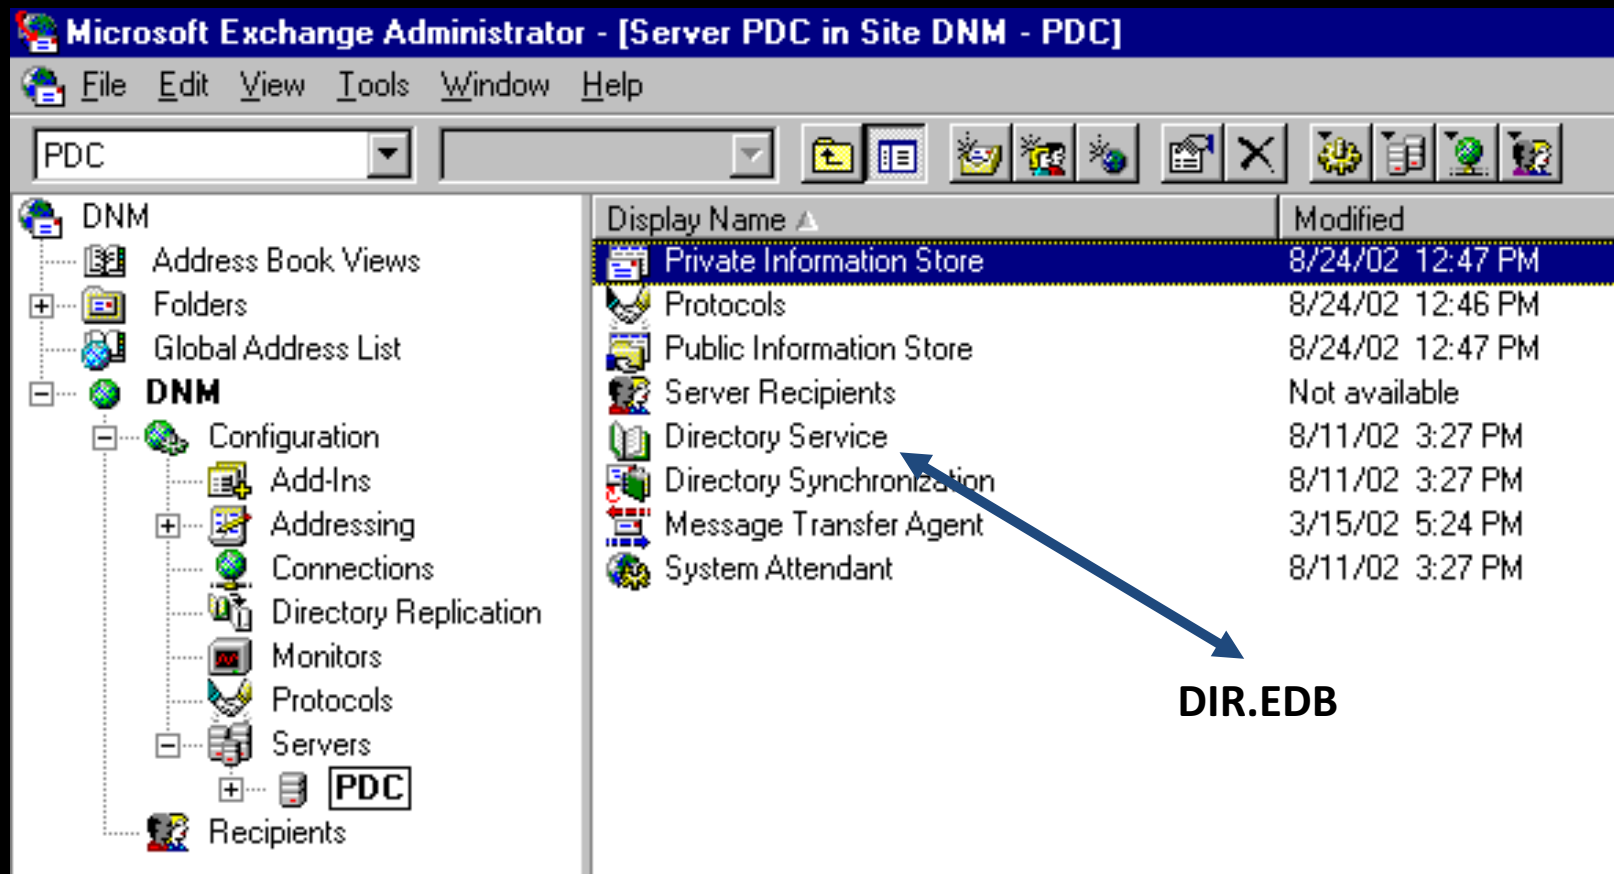 Microsoft Exchange Administrator - [Server PDC in Site DNM - PDC]
File Edit View Tools Window Help
PDC
DNM
Address Book Views
Folders
Global Address List
DNM
Configuration
Add-Ins
Addressing
Connections
Directory Replication
Monitors
Protocols
Servers
PDC
Recipients
Display Name Modified
Private Information Store 8/24/02 12:47 PM
Protocols 8/24/02 12:46 PM
Public Information Store 8/24/02 12:47 PM
Server Recipients Not available
Directory Service 8/11/02 3:27 PM
Directory Synchronization 8/11/02 3:27 PM
Message Transfer Agent 3/15/02 5:24 PM
System Attendant 8/11/02 3:27 PM
DIR.EDB